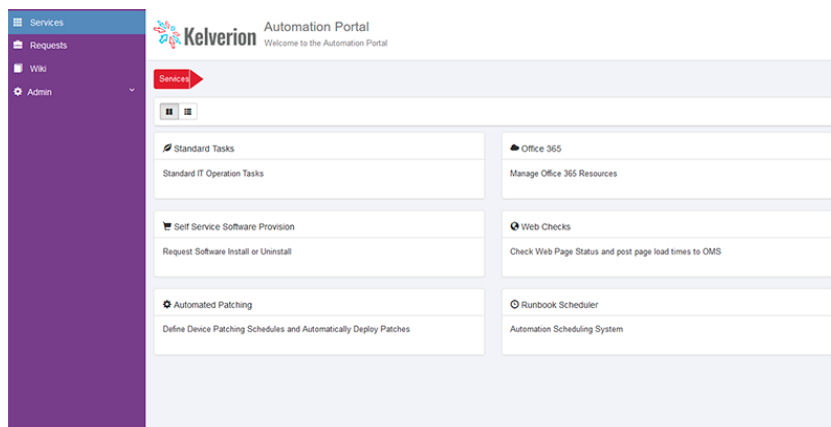 Services
Requests
Wiki
Admin
Kelverion
Automation Portal
Welcome to the Automation Portal
Services
Standard Tasks
Standard IT Operation Tasks
Office 365
Manage Office 365 Resources
Self Service Software Provision
Request Software Install or Uninstall
Web Checks
Check Web Page Status and post page load times to OMS
Automated Patching
Define Device Patching Schedules and Automatically Deploy Patches
Runbook Scheduler
Automation Scheduling System